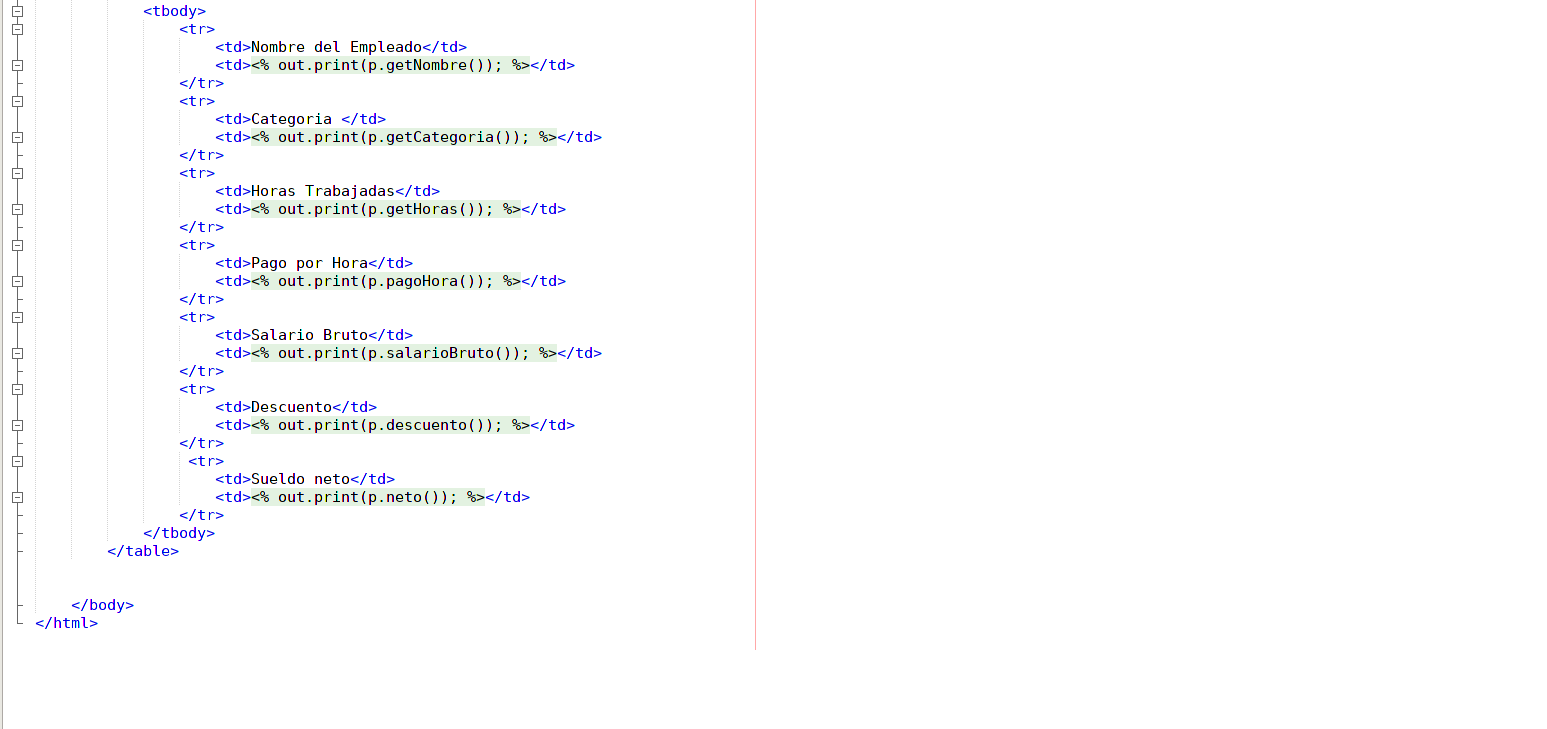 <tbody>
<tr>
<td>Nombre del Empleado</td>
<td><% out.print(p.getNombre()); %></td>
</tr>
<tr>
<td>Categoria </td>
<td><% out.print(p.getCategoria()); %></td>
</tr>
<tr>
<td>Horas Trabajadas</td>
<td><% out.print(p.getHoras()); %></td>
</tr>
<tr>
<td>Pago por Hora</td>
<td><% out.print(p.pagoHora()); %></td>
</tr>
<tr>
<td>Salario Bruto</td>
<td><% out.print(p.salarioBruto()); %></td>
</tr>
<tr>
<td>Descuento</td>
<td><% out.print(p.descuento()); %></td>
</tr>
<tr>
<td>Sueldo neto</td>
<td><% out.print(p.neto()); %></td>
</tr>
</tbody>
</table>
</body>
</html>